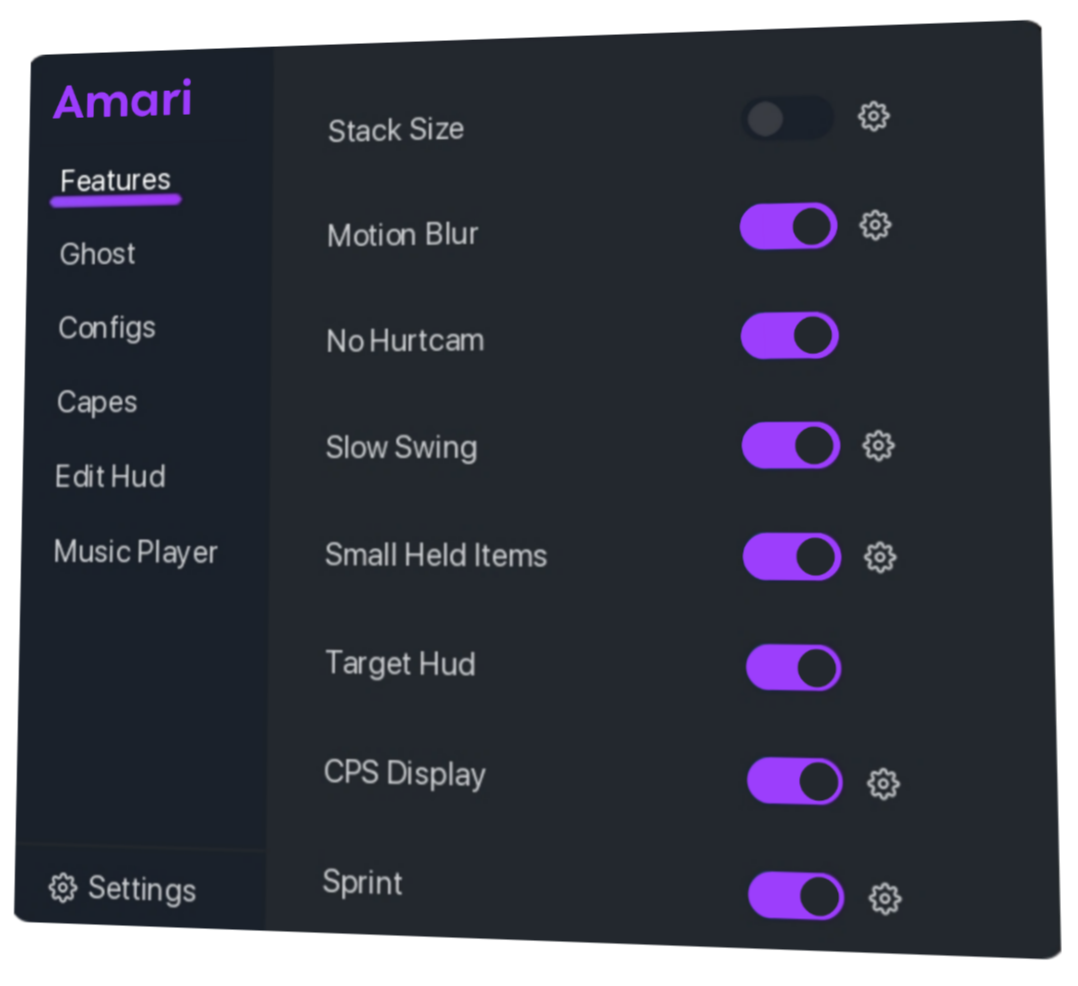 Amari
Features
Ghost
Configs
Capes
Edit Hud
Music Player
Settings
Stack Size
Motion Blur
No Hurtcam
Slow Swing
Small Held Items
Target Hud
CPS Display
Sprint